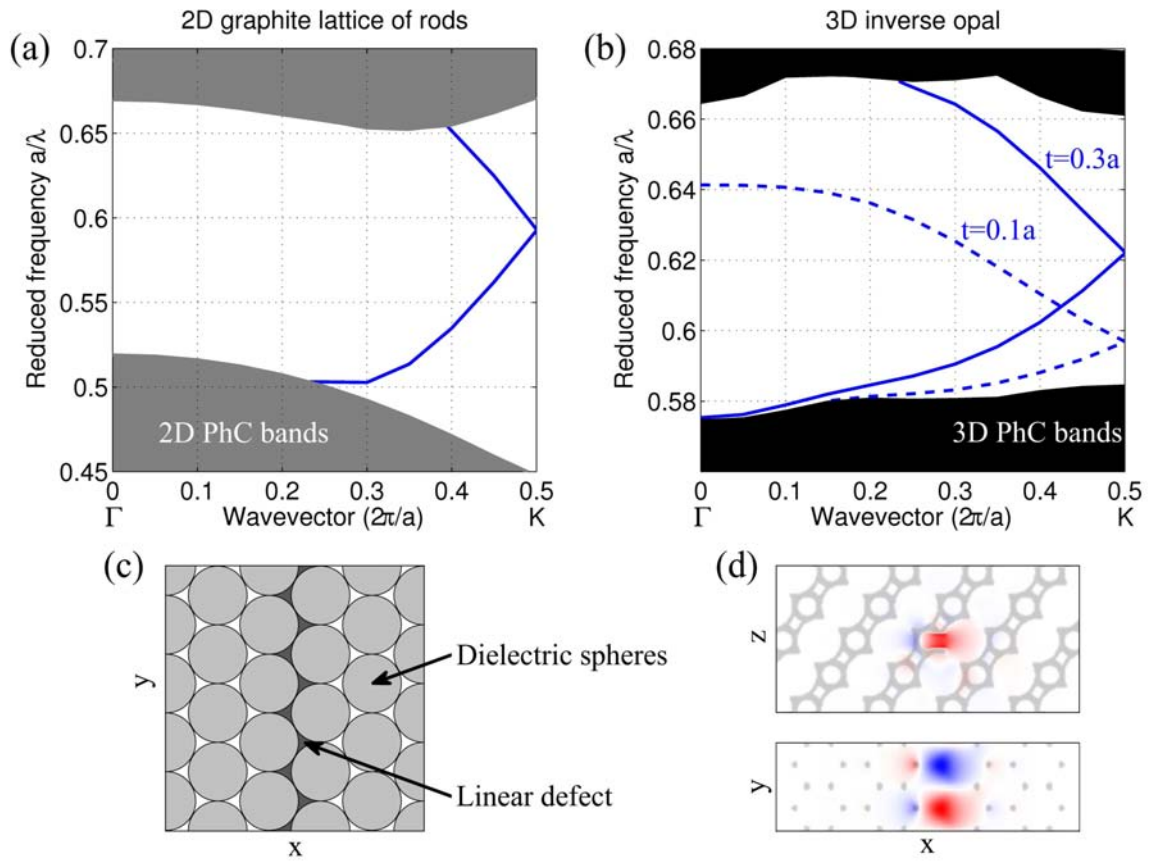 2D graphite lattice of rods
3D inverse opal
(a)
(b)
0.7
0.65
0.6
0.55
0.5
0.45
Reduced frequency a/λ
2D PhC bands
0 0.1 0.2 0.3 0.4 0.5
Γ Wavevector (2π/a) K
0.68
0.66
0.64
0.62
0.6
0.58
Reduced frequency a/λ
t=0.3a
t=0.1a
3D PhC bands
0 0.1 0.2 0.3 0.4 0.5
Γ Wavevector (2π/a) K
(c)
y
x
Dielectric spheres
Linear defect
(d)
z
y
x